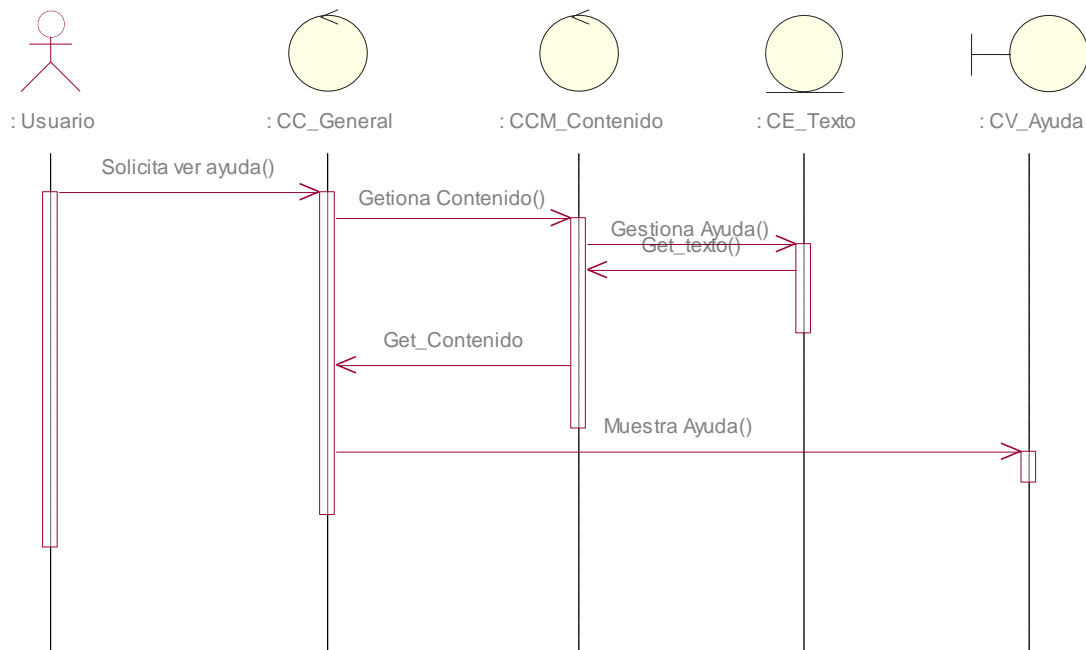 : Usuario
: CC_General
: CCM_Contenido
: CE_Texto
: CV_Ayuda
Solicita ver ayuda()
Getiona Contenido()
Gestiona Ayuda()
Get_texto()
Get_Contenido
Muestra Ayuda()